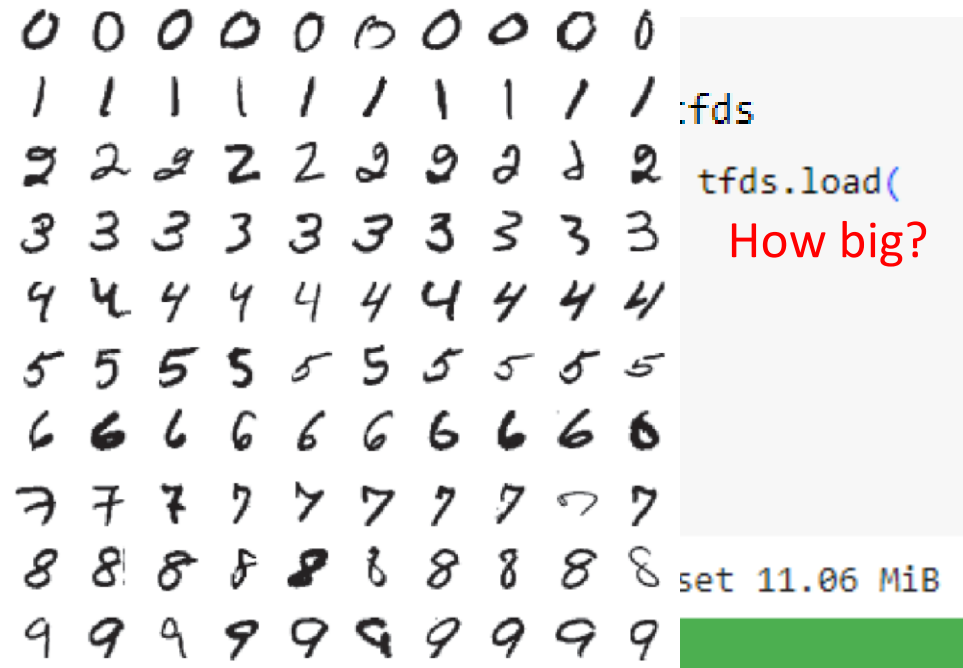 0 0 0 0 0 0 0 0 0 0
1 1 1 1 1 1 1 1 1 1
:fds
2 2 2 2 2 2 2 2 2 2
tfds.load(
3 3 3 3 3 3 3 3 3 3
How big?
4 4 4 4 4 4 4 4 4 4
5 5 5 5 5 5 5 5 5 5
6 6 6 6 6 6 6 6 6 6
7 7 7 7 7 7 7 7 7 7
8 8 8 8 8 8 8 8 8 8
set 11.06 MiB
9 9 9 9 9 9 9 9 9 9